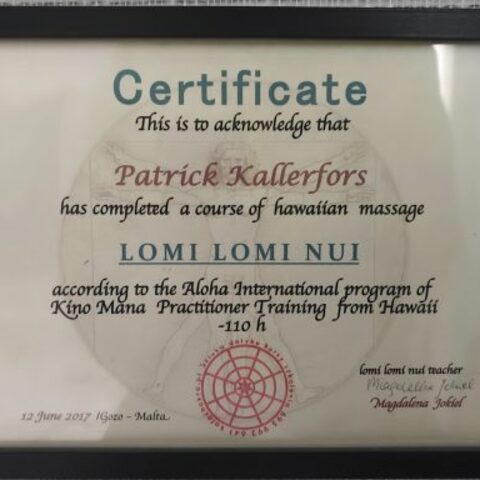 Certificate
This is to acknowledge that
Patrick Kallerfors
has completed a course of hawaiian massage
LOMI LOMI NUI
according to the Aloha International program of
Kino Mana Practitioner Training from Hawaii
-110 h
lomi lomi nui teacher
Magdalena Jokiel
12 June 2017 /Gozo - Malta